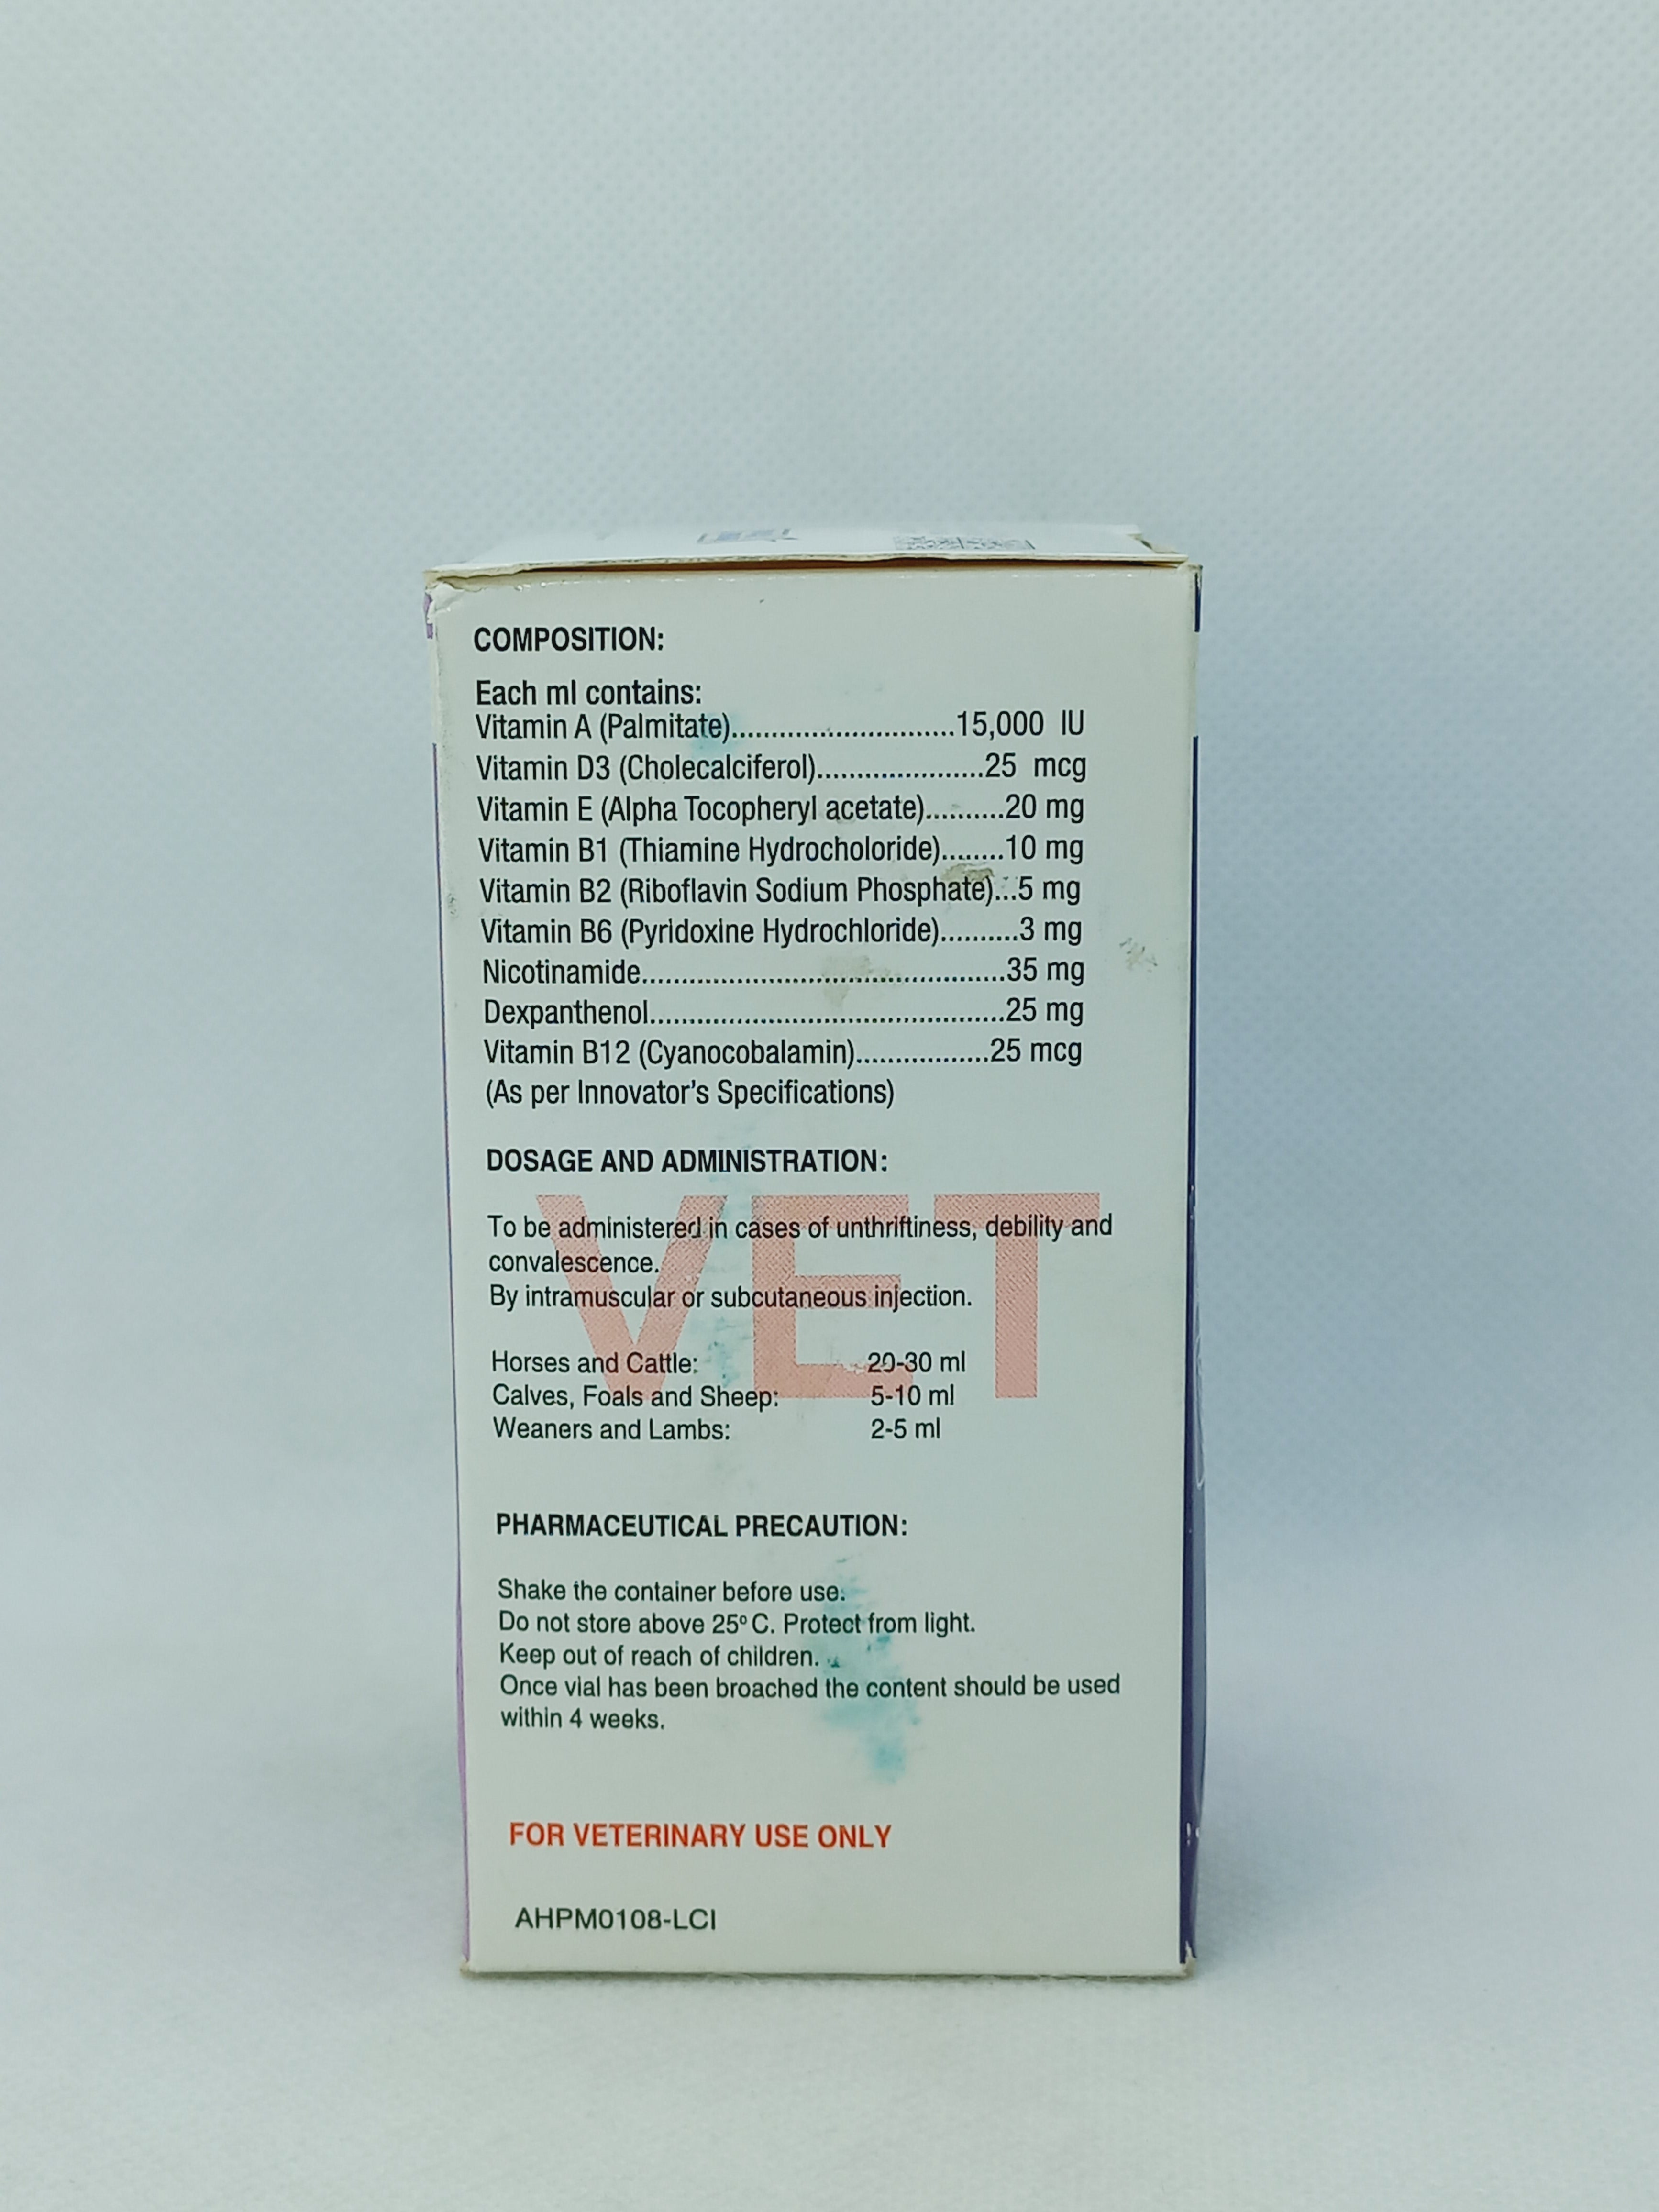 COMPOSITION:
Each ml contains:
Vitamin A (Palmitate)............................15,000 IU
Vitamin D3 (Cholecalciferol).....................25 mcg
Vitamin E (Alpha Tocopheryl acetate)..........20 mg
Vitamin B1 (Thiamine Hydrocholoride)........10 mg
Vitamin B2 (Riboflavin Sodium Phosphate)...5 mg
Vitamin B6 (Pyridoxine Hydrochloride)..........3 mg
Nicotinamide..............................................35 mg
Dexpanthenol.............................................25 mg
Vitamin B12 (Cyanocobalamin).................25 mcg
(As per Innovator's Specifications)
DOSAGE AND ADMINISTRATION:
VET
To be administered in cases of unthriftiness, debility and
convalescence.
By intramuscular or subcutaneous injection.
Horses and Cattle: 20-30 ml
Calves, Foals and Sheep: 5-10 ml
Weaners and Lambs: 2-5 ml
PHARMACEUTICAL PRECAUTION:
Shake the container before use.
Do not store above 25°C. Protect from light.
Keep out of reach of children.
Once vial has been broached the content should be used
within 4 weeks.
FOR VETERINARY USE ONLY
AHPM0108-LCI